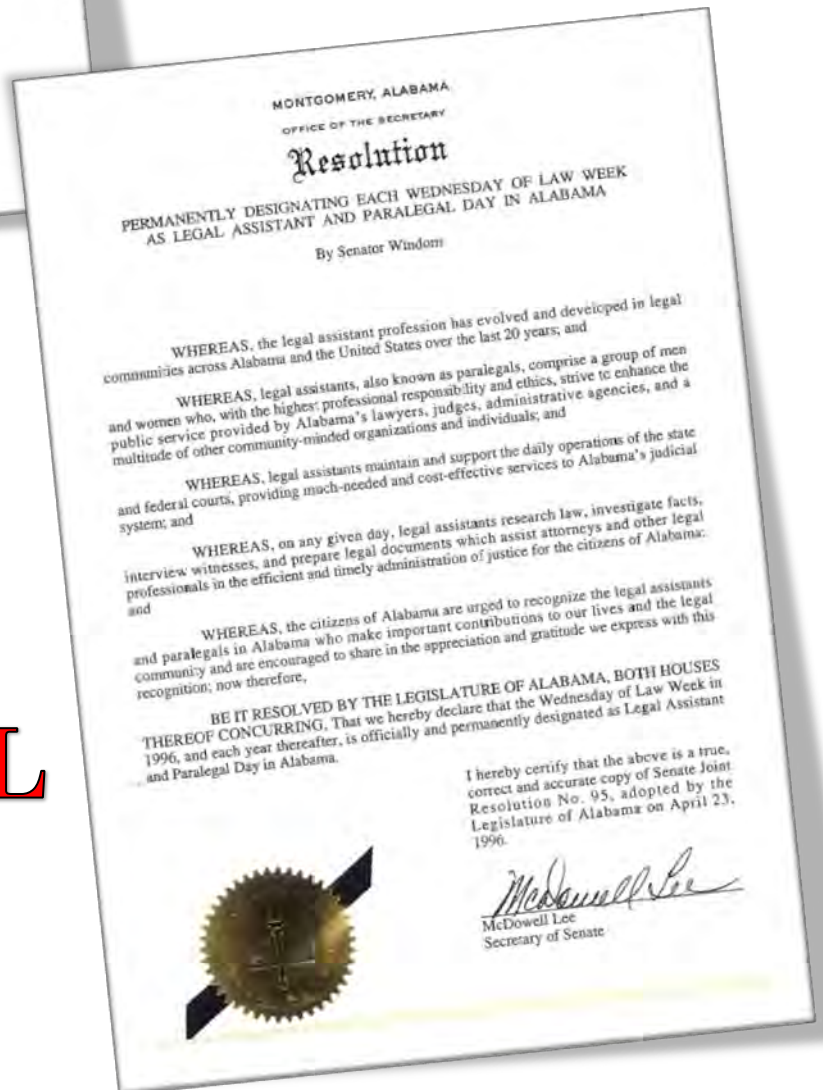 MONTGOMERY, ALABAMA
OFFICE OF THE SECRETARY
Resolution
PERMANENTLY DESIGNATING EACH WEDNESDAY OF LAW WEEK
AS LEGAL ASSISTANT AND PARALEGAL DAY IN ALABAMA
By Senator Windom
WHEREAS, the legal assistant profession has evolved and developed in legal
communities across Alabama and the United States over the last 20 years; and
WHEREAS, legal assistants, also known as paralegals, comprise a group of men
and women who, with the highest professional responsibility and ethics, strive to enhance the
public service provided by Alabama's lawyers, judges, administrative agencies, and a
multitude of other community-minded organizations and individuals; and
WHEREAS, legal assistants maintain and support the daily operations of the state
and federal courts, providing much-needed and cost-effective services to Alabama's judicial
system; and
WHEREAS, on any given day, legal assistants research law, investigate facts,
interview witnesses, and prepare legal documents which assist attorneys and other legal
professionals in the efficient and timely administration of justice for the citizens of Alabama;
and
WHEREAS, the citizens of Alabama are urged to recognize the legal assistants
and paralegals in Alabama who make important contributions to our lives and the legal
community and are encouraged to share in the appreciation and gratitude we express with this
recognition; now therefore,
BE IT RESOLVED BY THE LEGISLATURE OF ALABAMA, BOTH HOUSES
THEREOF CONCURRING, That we hereby declare that the Wednesday of Law Week in
1996, and each year thereafter, is officially and permanently designated as Legal Assistant
and Paralegal Day in Alabama.
L
I hereby certify that the above is a true,
correct and accurate copy of Senate Joint
Resolution No. 95, adopted by the
Legislature of Alabama on April 23,
1996.
McDowell Lee
McDowell Lee
Secretary of Senate